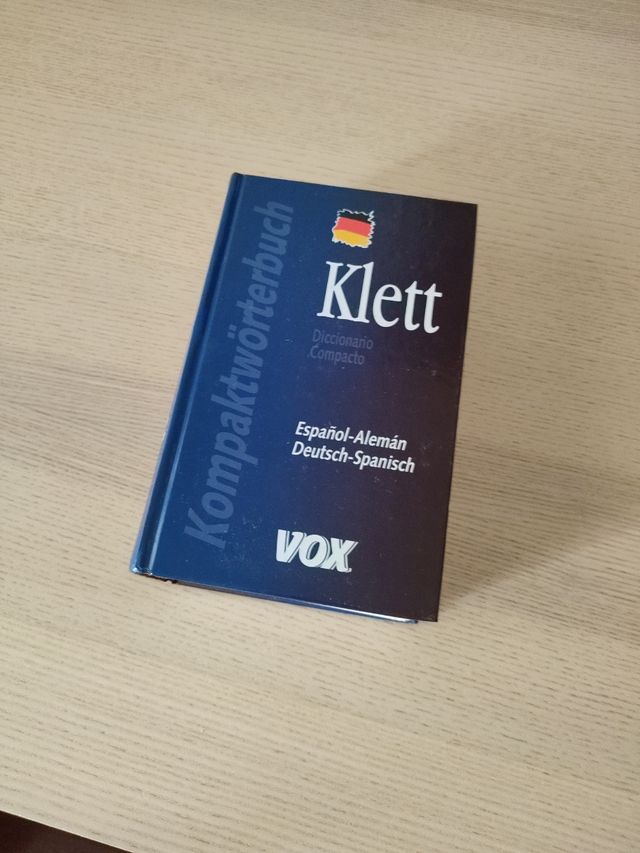 Kompaktwörterbuch
Klett
Diccionario
Compacto
Español-Alemán
Deutsch-Spanisch
VOX